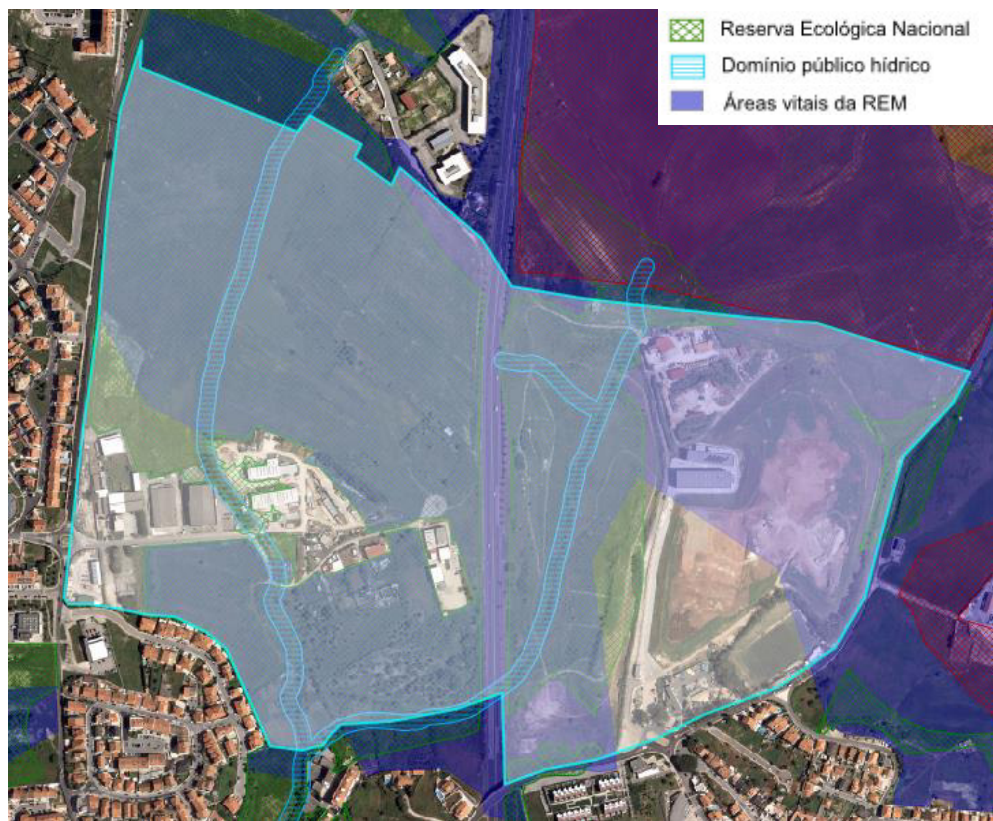 Reserva Ecológica Nacional
Domínio público hídrico
Áreas vitais da REM